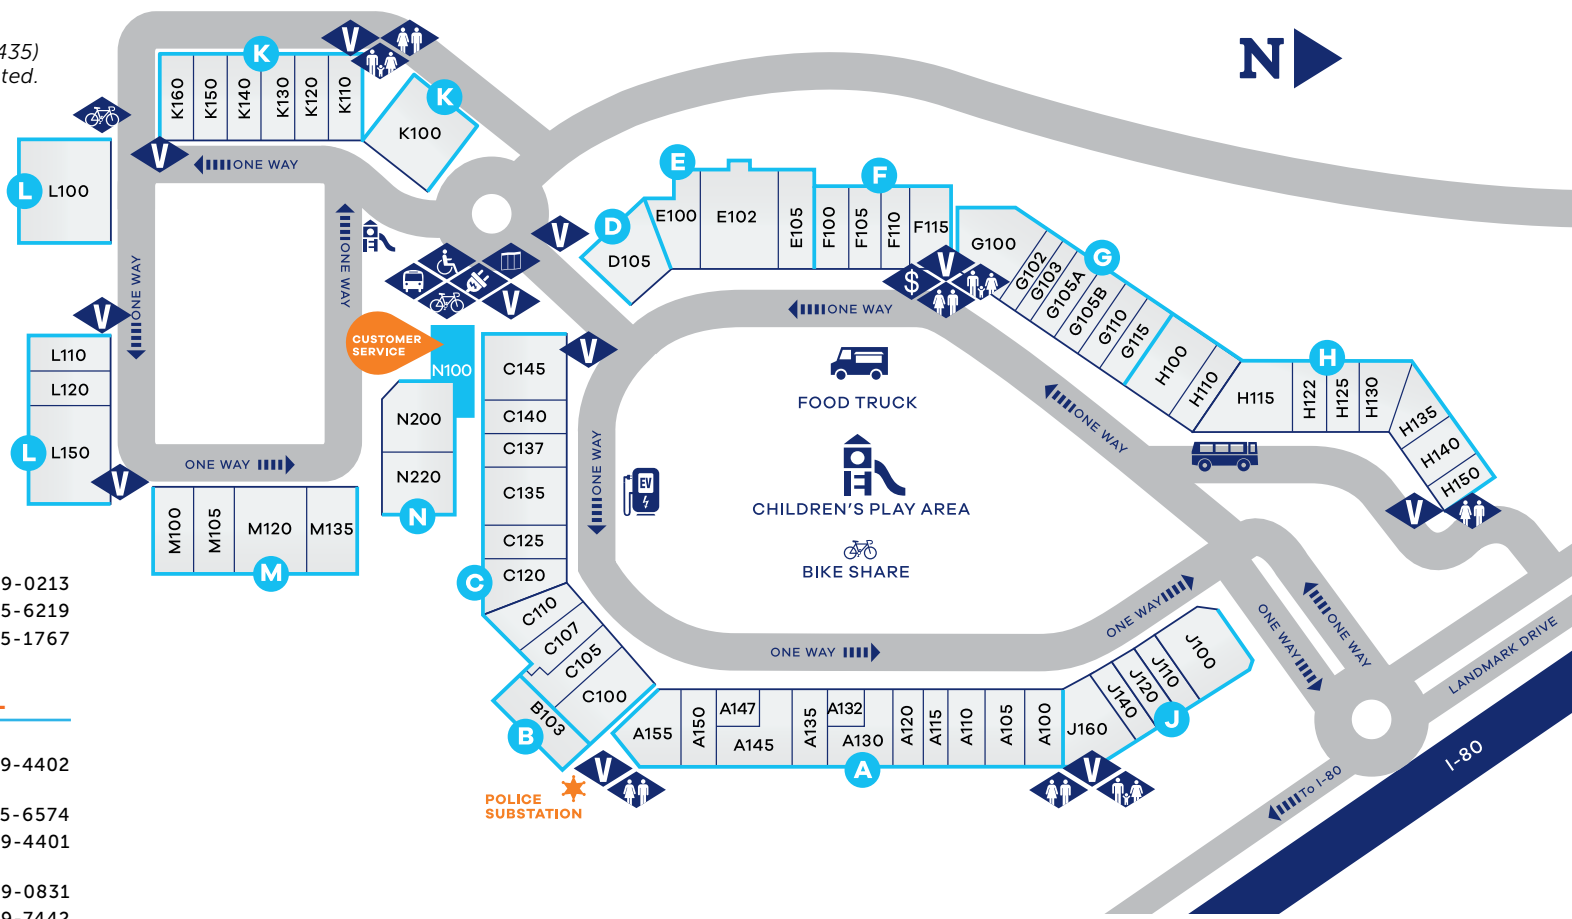 435)
ted.
N
K
V
K160
K150
K140
K130
K120
K110
K
K100
V
ONE WAY
L
L100
ONE WAY
ONE WAY
V
L110
L120
L150
L
V
ONE WAY
M100
M105
M120
M135
M
CUSTOMER
SERVICE
N100
N200
N220
N
V
V
V
D
D105
E
E100
E102
E105
F
F100
F105
F110
F115
V
$
G
G100
G102
G103
G105A
G105B
G110
G115
H
H100
H110
H115
H122
H125
H130
H135
H140
H150
V
ONE WAY
ONE WAY
FOOD TRUCK
CHILDREN'S PLAY AREA
BIKE SHARE
EV
ONE WAY
C145
C140
C137
C135
C125
C120
C
C110
C107
C105
C100
B103
B
V
POLICE
SUBSTATION
ONE WAY
ONE WAY
ONE WAY
ONE WAY
A155
A150
A147
A145
A135
A132
A130
A120
A115
A110
A105
A100
A
J160
J140
J120
J110
J100
J
V
LANDMARK DRIVE
I-80
To I-80
9-0213
5-6219
5-1767
9-4402
5-6574
9-4401
9-0831
9-7442